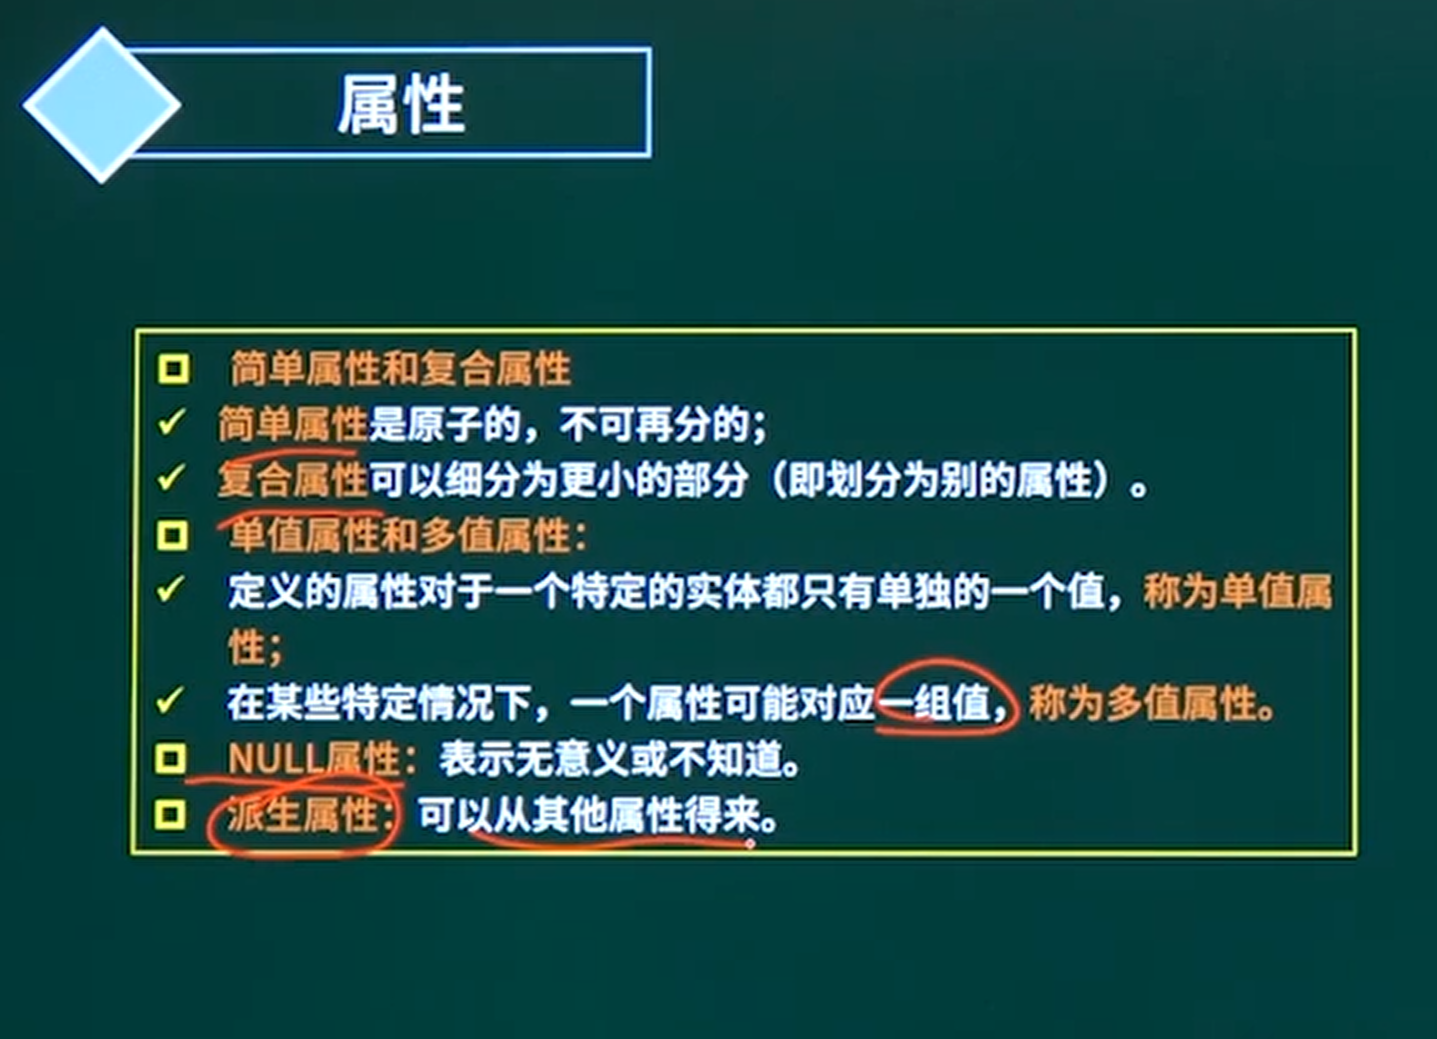 属性
简单属性和复合属性
简单属性是原子的，不可再分的；
复合属性可以细分为更小的部分（即划分为别的属性）。
单值属性和多值属性：
定义的属性对于一个特定的实体都只有单独的一个值，称为单值属
性；
在某些特定情况下，一个属性可能对应一组值，称为多值属性。
NULL属性：表示无意义或不知道。
派生属性：可以从其他属性得来。